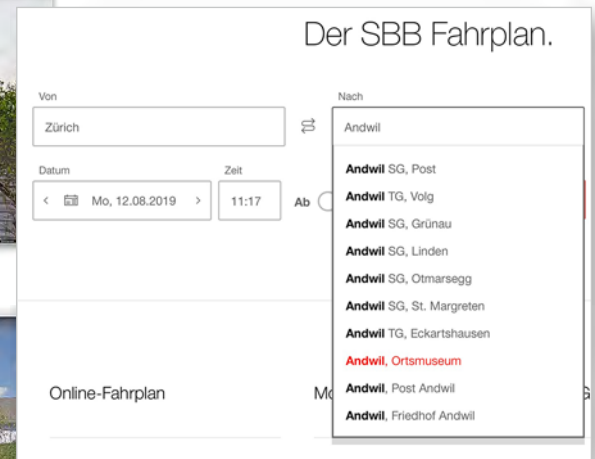 Der SBB Fahrplan.
Von
Nach
Zürich
Andwil
Datum
Zeit
Mo, 12.08.2019
11:17
Ab
Andwil SG, Post
Andwil TG, Volg
Andwil SG, Grünau
Andwil SG, Linden
Andwil SG, Otmarsegg
Andwil SG, St. Margreten
Andwil TG, Eckartshausen
Andwil, Ortsmuseum
Andwil, Post Andwil
Andwil, Friedhof Andwil
Online-Fahrplan